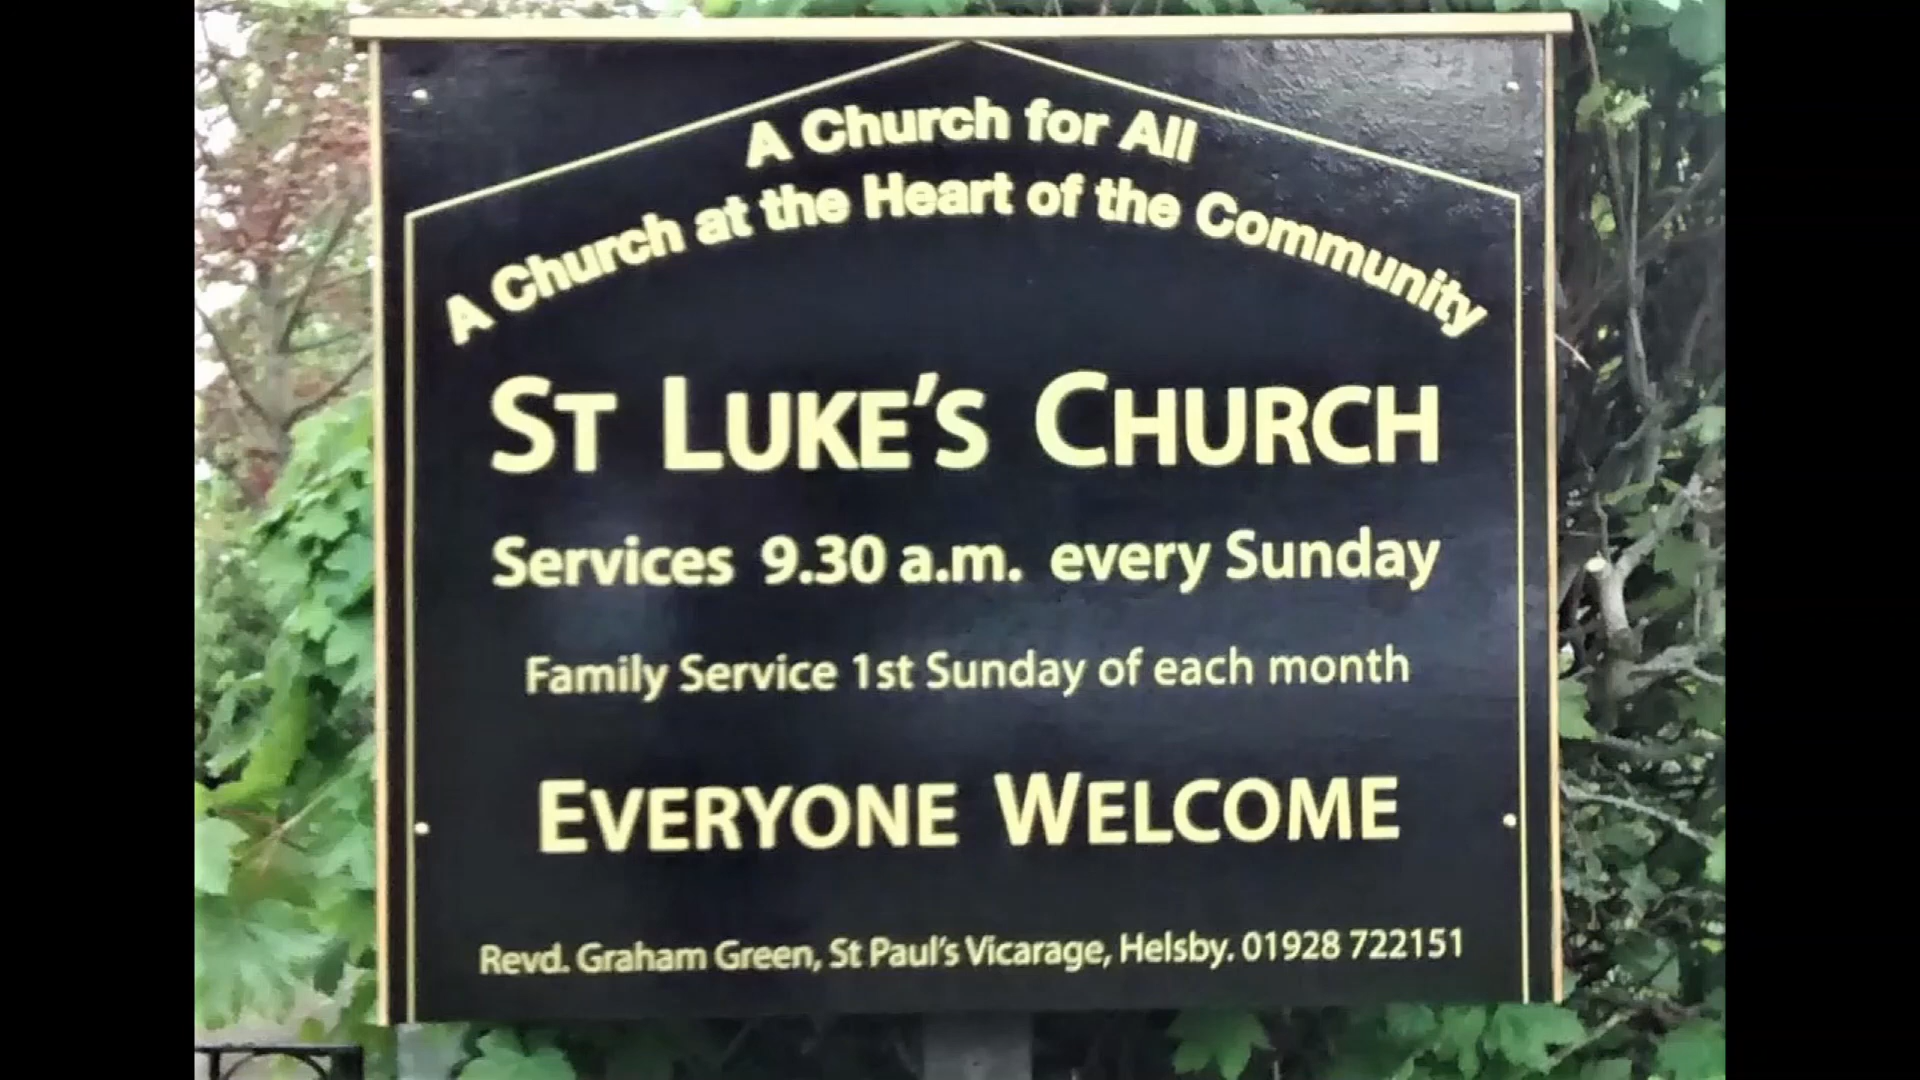 A Church for All
A Church at the Heart of the Community
ST LUKE'S CHURCH
Services 9.30 a.m. every Sunday
Family Service 1st Sunday of each month
EVERYONE WELCOME
Revd. Graham Green, St Paul's Vicarage, Helsby. 01928 722151